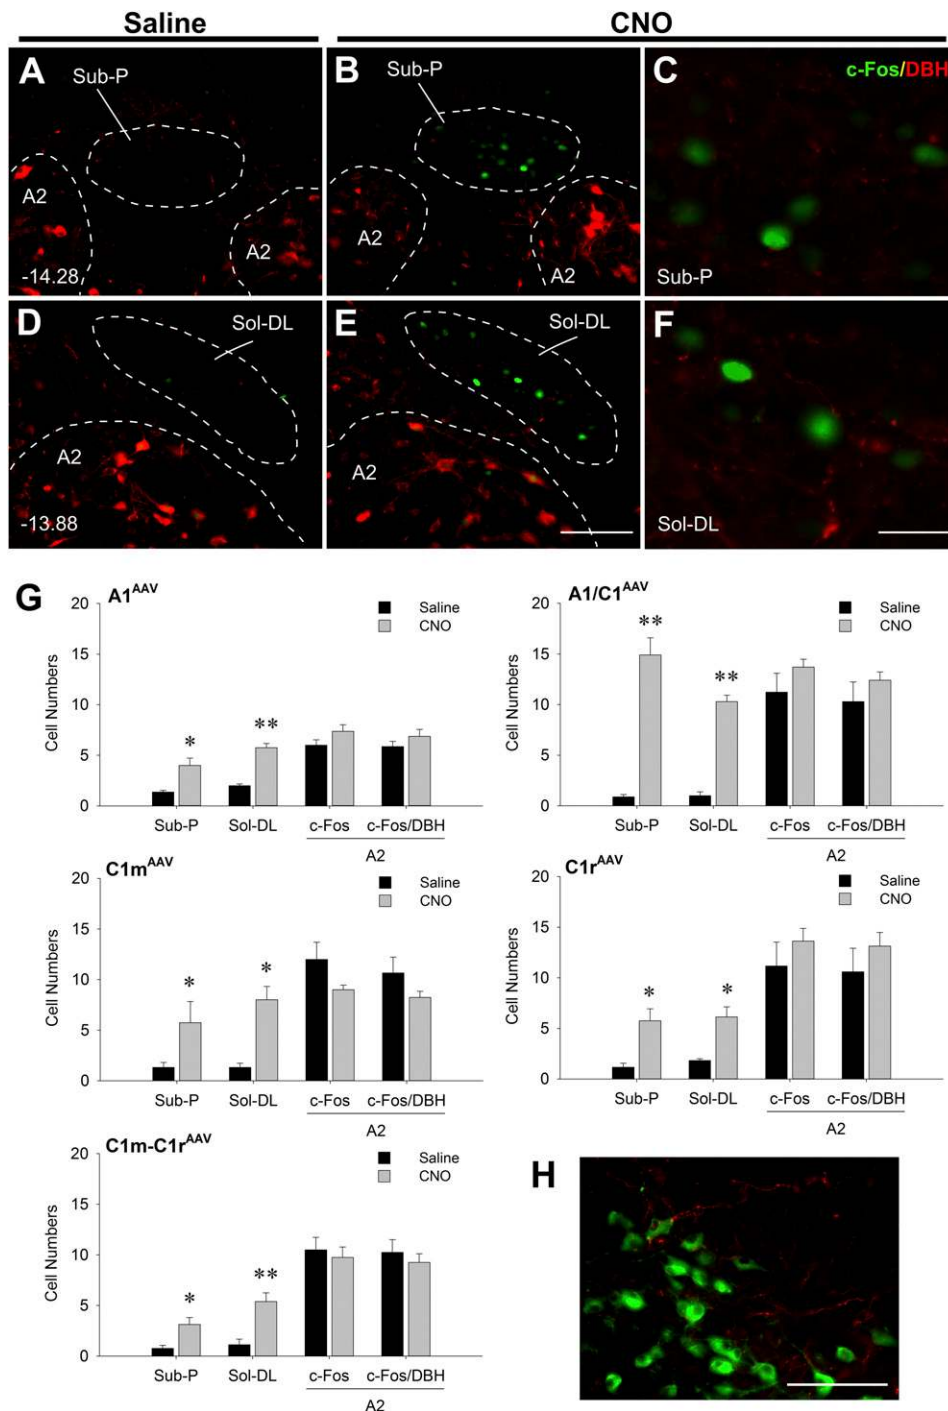 Saline
CNO
A
Sub-P
A2
A2
-14.28
B
Sub-P
A2
A2
C
c-Fos/DBH
Sub-P
D
Sol-DL
A2
-13.88
E
Sol-DL
A2
F
Sol-DL
G
A1AAV
20
15
10
5
0
Cell Numbers
Saline
CNO
*
**
Sub-P
Sol-DL
c-Fos
c-Fos/DBH
A2
A1/C1AAV
20
15
10
5
0
Cell Numbers
Saline
CNO
**
**
Sub-P
Sol-DL
c-Fos
c-Fos/DBH
A2
C1mAAV
20
15
10
5
0
Cell Numbers
Saline
CNO
*
*
Sub-P
Sol-DL
c-Fos
c-Fos/DBH
A2
C1rAAV
20
15
10
5
0
Cell Numbers
Saline
CNO
*
*
Sub-P
Sol-DL
c-Fos
c-Fos/DBH
A2
C1m-C1rAAV
20
15
10
5
0
Cell Numbers
Saline
CNO
*
**
Sub-P
Sol-DL
c-Fos
c-Fos/DBH
A2
H